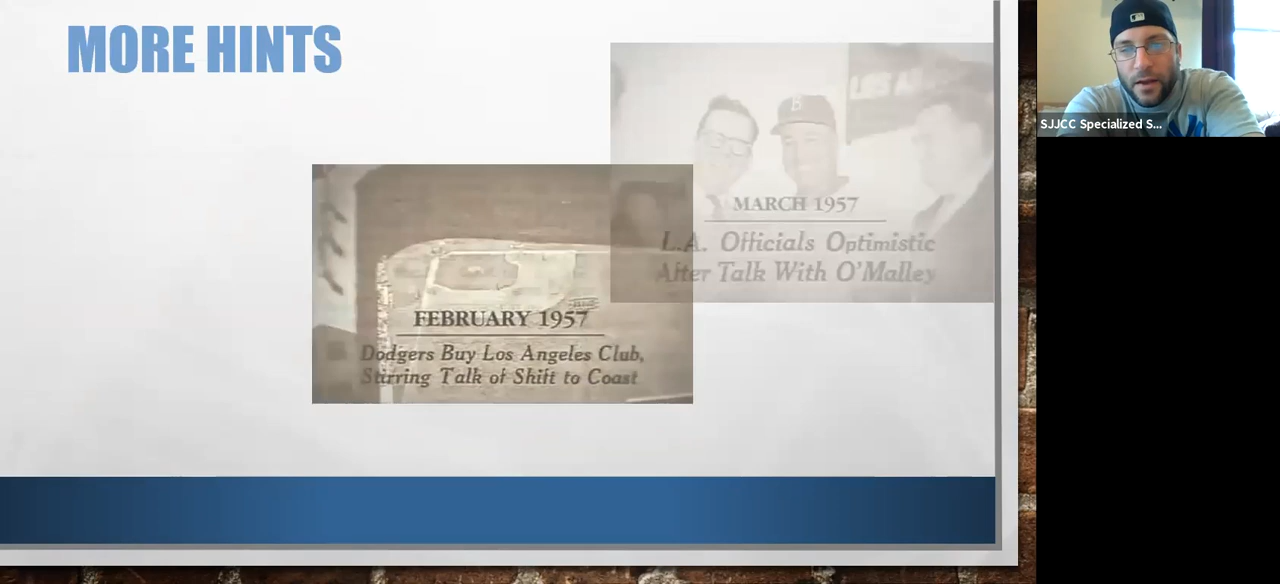 MORE HINTS
MARCH 1957
L.A. Officials Optimistic
After Talk With O'Malley
FEBRUARY 1957
Dodgers Buy Los Angeles Club,
Stirring Talk of Shift to Coast
SJJCC Specialized S...
B